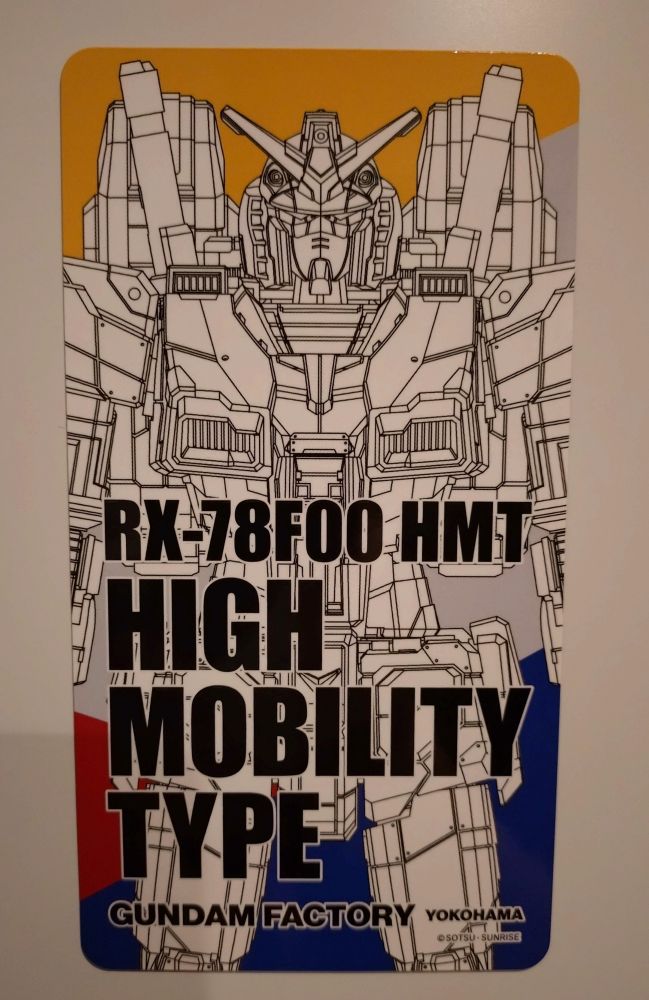 RX-78F00 HMT
HIGH
MOBILITY
TYPE
GUNDAM FACTORY YOKOHAMA
©SOTSU・SUNRISE